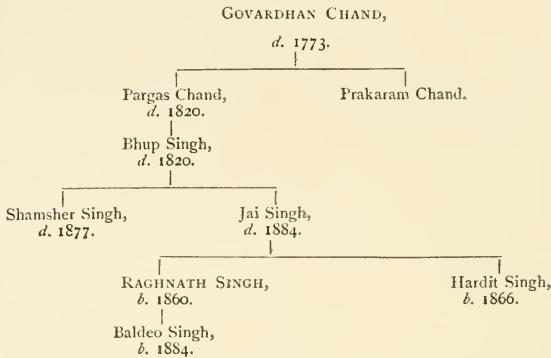 GOVARDHAN CHAND,
d. 1773.
Pargas Chand,
d. 1820.
Prakaram Chand.
Bhup Singh,
d. 1820.
Shamsher Singh,
d. 1877.
Jai Singh,
d. 1884.
RAGHNATH SINGH,
b. 1860.
Hardit Singh,
b. 1866.
Baldeo Singh,
b. 1884.